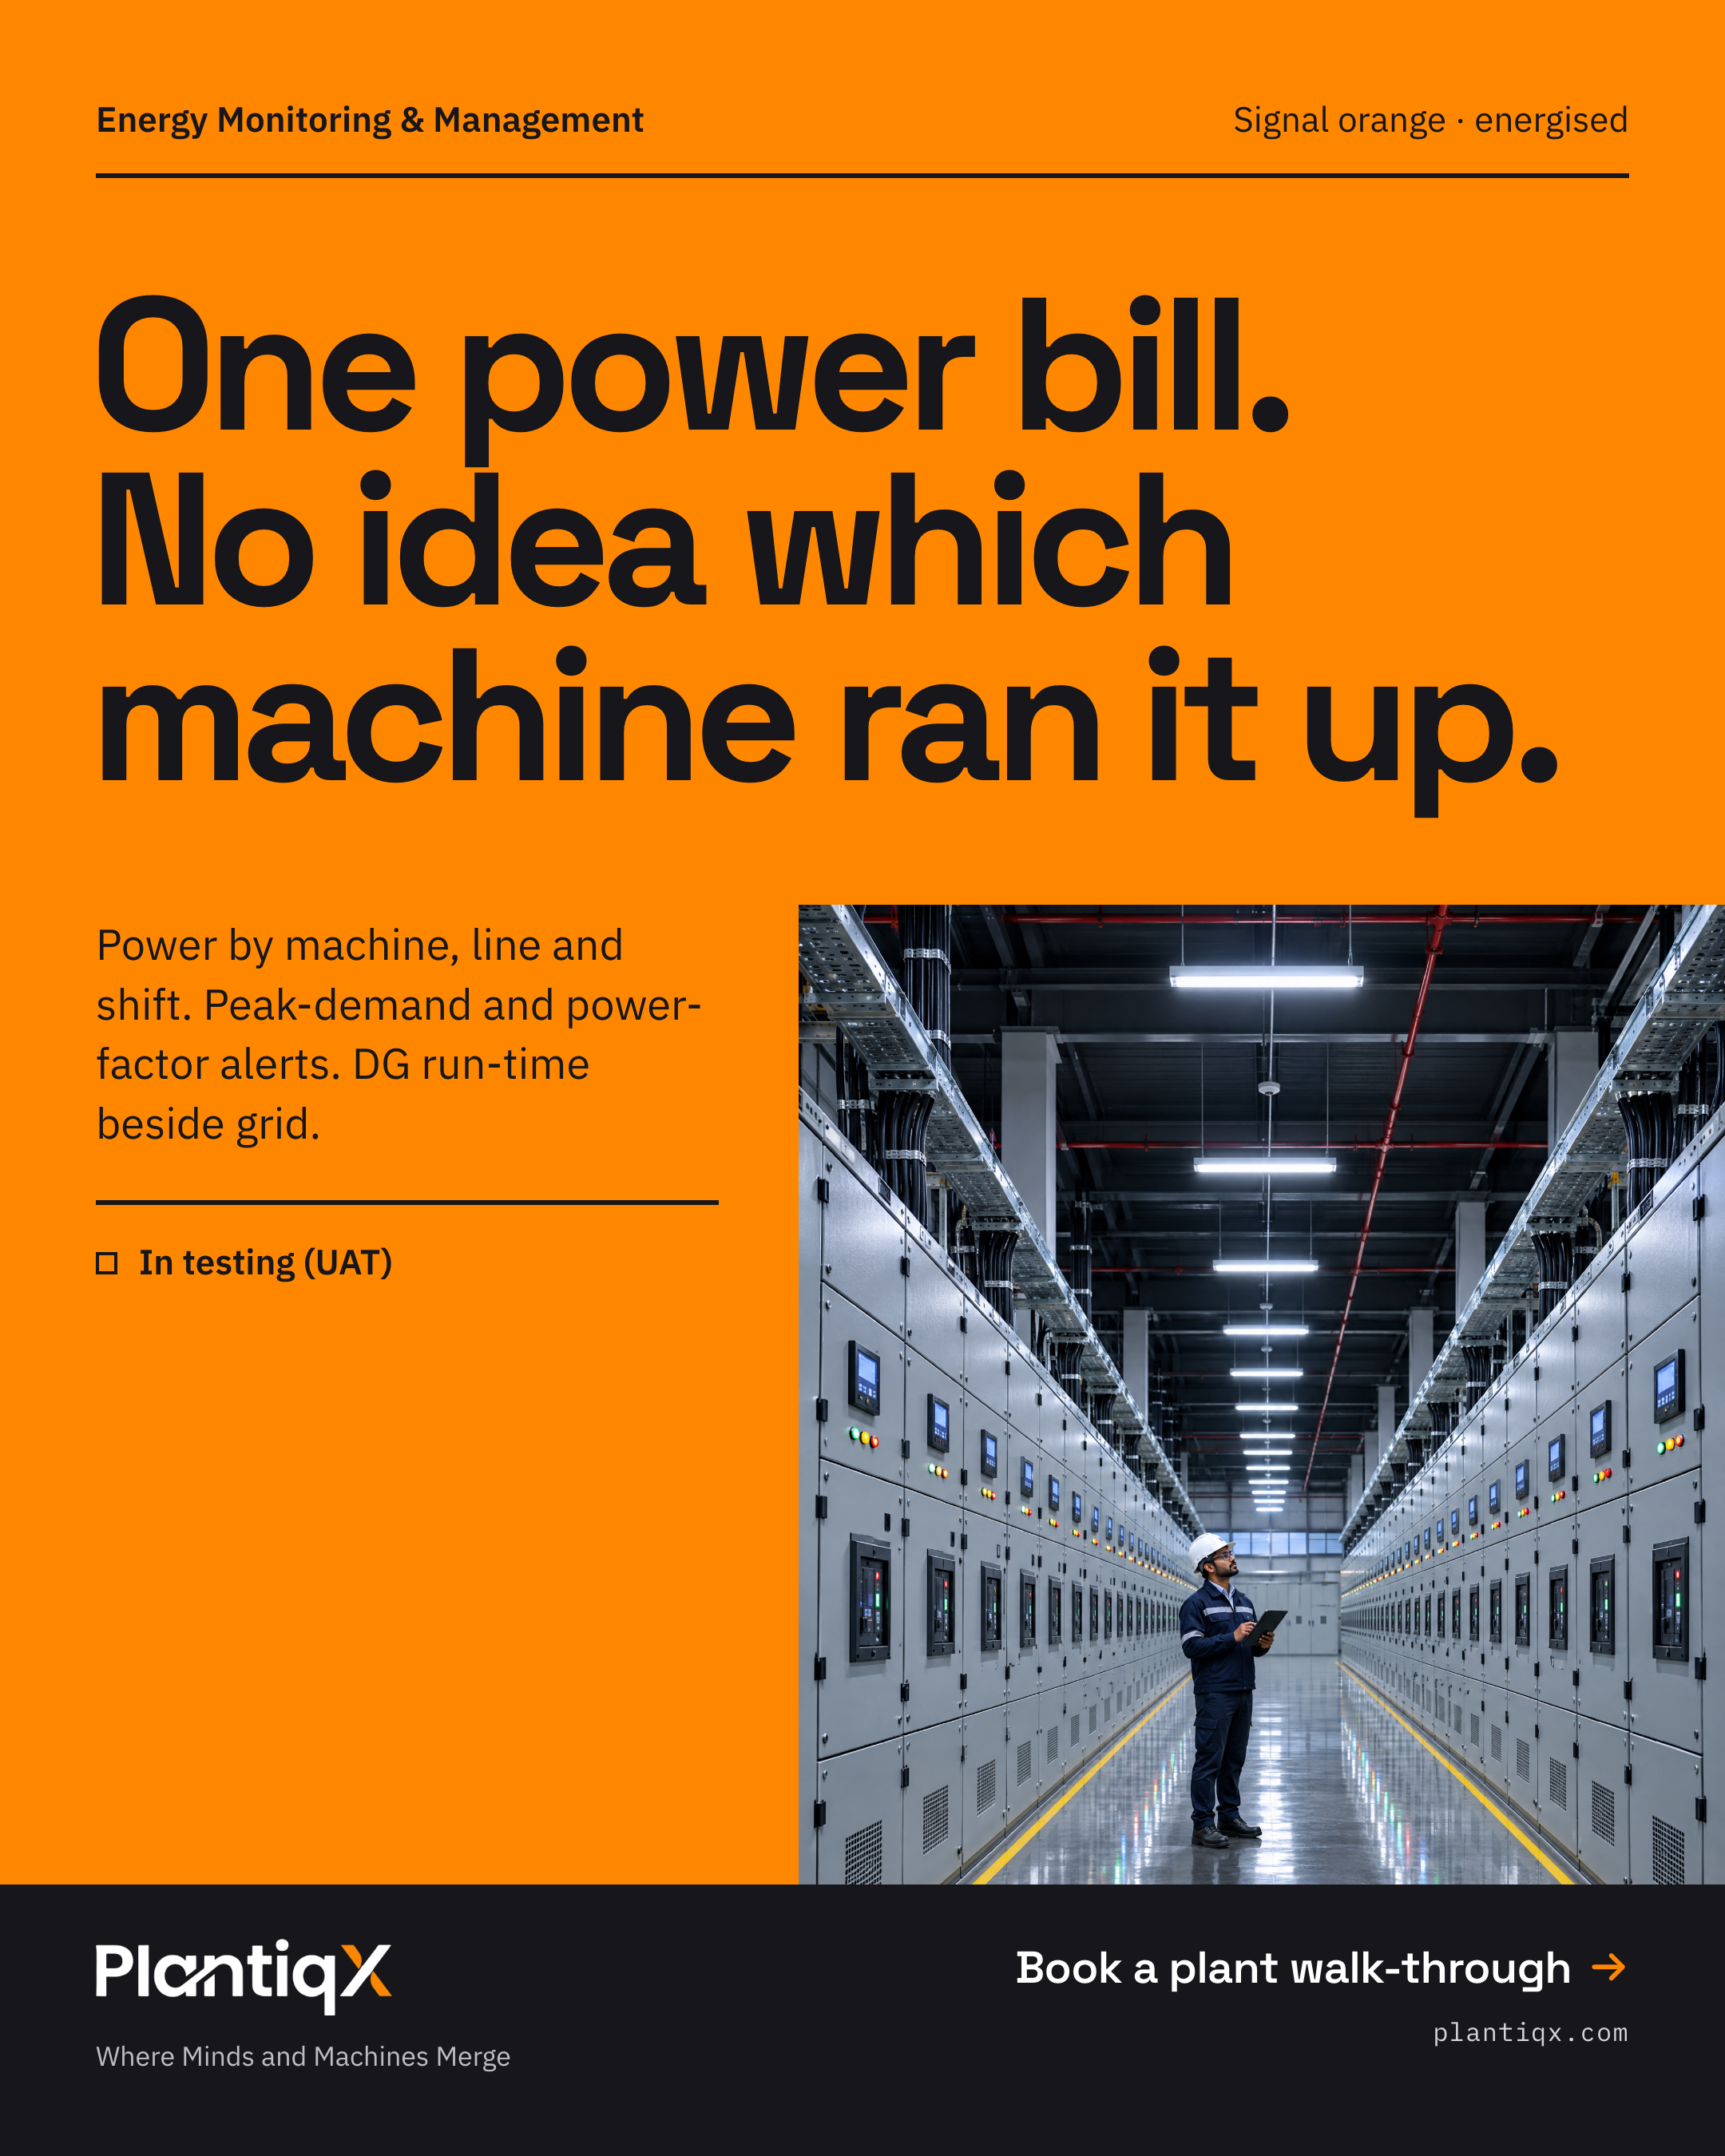 Energy Monitoring & Management
Signal orange · energised
One power bill.
No idea which
machine ran it up.
Power by machine, line and
shift. Peak-demand and power-
factor alerts. DG run-time
beside grid.
In testing (UAT)
PlantiqX
Where Minds and Machines Merge
Book a plant walk-through →
plantiqx.com